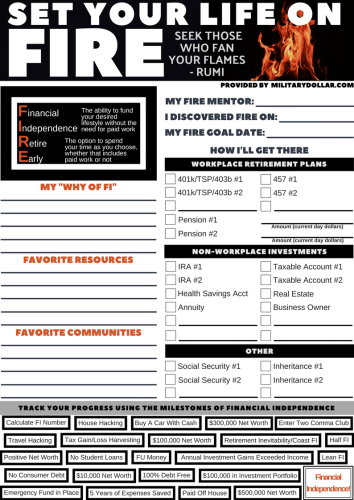 SET YOUR LIFE ON
FIRE
SEEK THOSE
WHO FAN
YOUR FLAMES
- RUMI
PROVIDED BY MILITARYDOLLAR.COM
Financial
Independence
The ability to fund
your desired
lifestyle without the
need for paid work
Retire
Early
The option to spend
your time as you choose,
whether that includes
paid work or not
MY FIRE MENTOR:
I DISCOVERED FIRE ON:
MY FIRE GOAL DATE:
HOW I'LL GET THERE
MY "WHY OF FI"
FAVORITE RESOURCES
FAVORITE COMMUNITIES
WORKPLACE RETIREMENT PLANS
401k/TSP/403b #1 457 #1
401k/TSP/403b #2 457 #2
Pension #1
Amount (current day dollars)
Pension #2
Amount (current day dollars)
NON-WORKPLACE INVESTMENTS
IRA #1 Taxable Account #1
IRA #2 Taxable Account #2
Health Savings Acct Real Estate
Annuity Business Owner
OTHER
Social Security #1 Inheritance #1
Social Security #2 Inheritance #2
TRACK YOUR PROGRESS USING THE MILESTONES OF FINANCIAL INDEPENDENCE
Calculate FI Number House Hacking Buy A Car With Cash $300,000 Net Worth Enter Two Comma Club
Travel Hacking Tax Gain/Loss Harvesting $100,000 Net Worth Retirement Inevitability/Coast FI Half FI
Positive Net Worth No Student Loans FU Money Annual Investment Gains Exceeded Income Lean FI
No Consumer Debt $10,000 Net Worth 100% Debt Free $100,000 in Investment Portfolio
Emergency Fund in Place 5 Years of Expenses Saved Paid Off House $500,000 Net Worth
Financial
Independence!